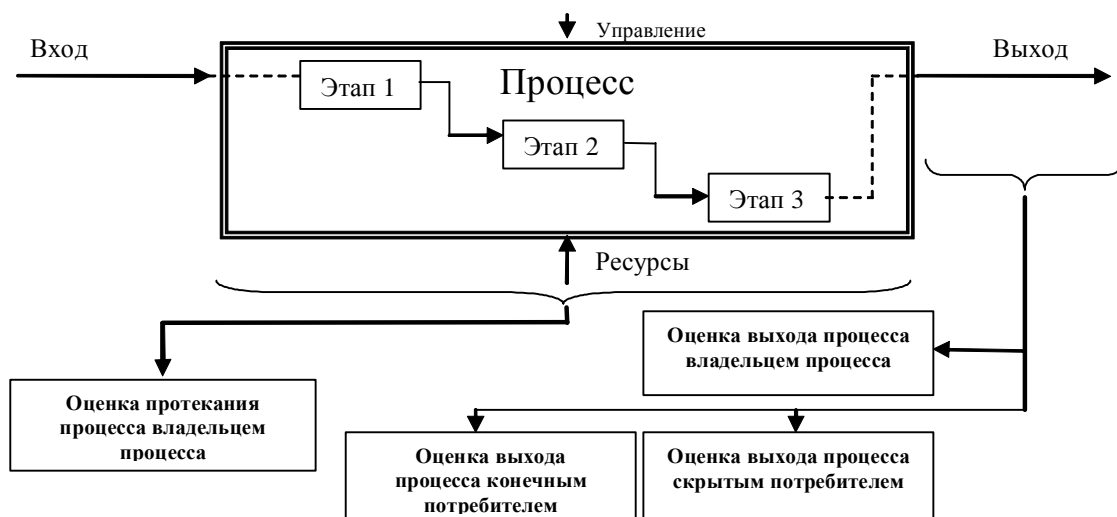 Управление
Вход
Выход
Процесс
Этап 1
Этап 2
Этап 3
Ресурсы
Оценка выхода процесса
владельцем процесса
Оценка протекания
процесса владельцем
процесса
Оценка выхода
процесса конечным
потребителем
Оценка выхода процесса
скрытым потребителем